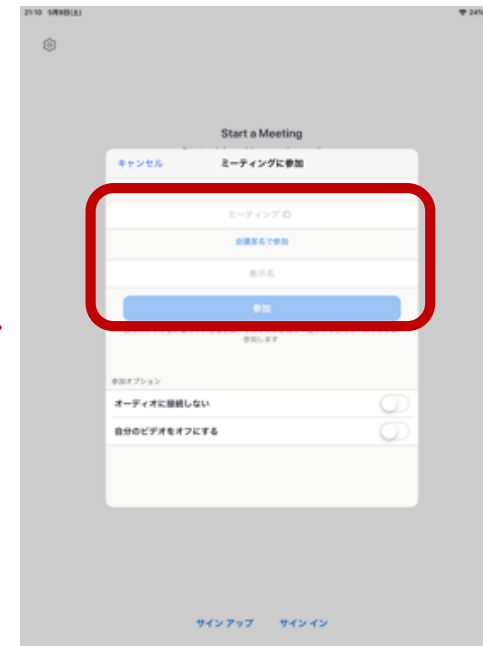 21:10 5月9日(土)
24%
Start a Meeting
キャンセル
ミーティングに参加
ミーティング ID
会議室名で参加
表示名
参加
参加します
参加オプション
オーディオに接続しない
自分のビデオをオフにする
サインアップ
サインイン